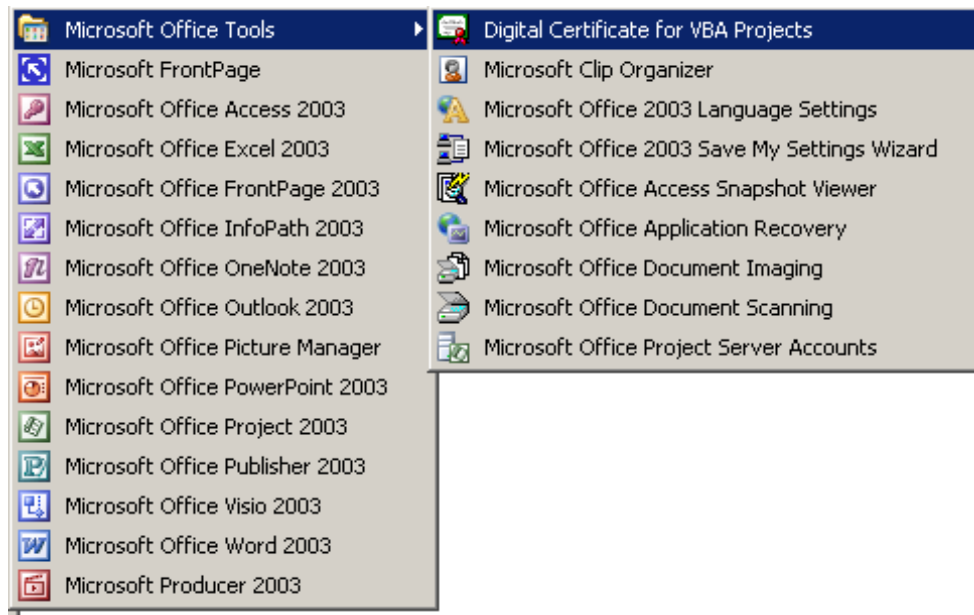 Microsoft Office Tools
Microsoft FrontPage
Microsoft Office Access 2003
Microsoft Office Excel 2003
Microsoft Office FrontPage 2003
Microsoft Office InfoPath 2003
Microsoft Office OneNote 2003
Microsoft Office Outlook 2003
Microsoft Office Picture Manager
Microsoft Office PowerPoint 2003
Microsoft Office Project 2003
Microsoft Office Publisher 2003
Microsoft Office Visio 2003
Microsoft Office Word 2003
Microsoft Producer 2003
Digital Certificate for VBA Projects
Microsoft Clip Organizer
Microsoft Office 2003 Language Settings
Microsoft Office 2003 Save My Settings Wizard
Microsoft Office Access Snapshot Viewer
Microsoft Office Application Recovery
Microsoft Office Document Imaging
Microsoft Office Document Scanning
Microsoft Office Project Server Accounts